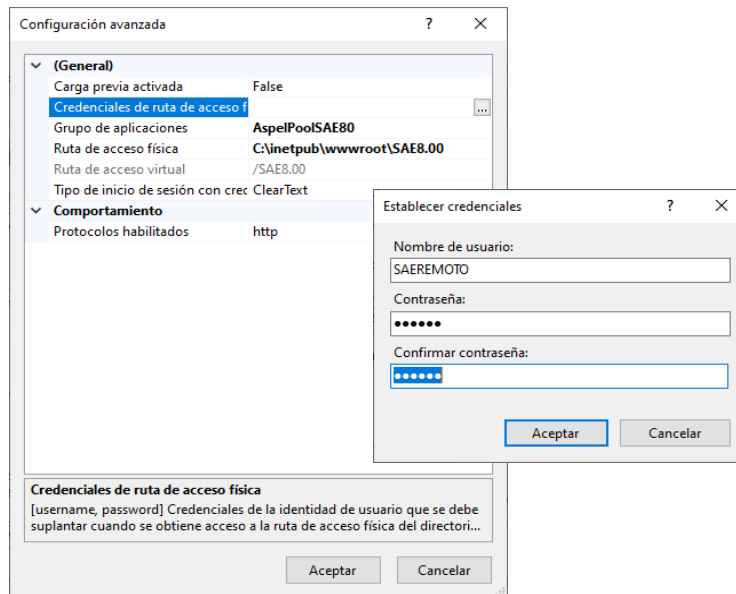 Configuración avanzada ? ✕
(General)
Carga previa activada False
Credenciales de ruta de acceso f ...
Grupo de aplicaciones AspelPoolSAE80
Ruta de acceso física C:\inetpub\wwwroot\SAE8.00
Ruta de acceso virtual /SAE8.00
Tipo de inicio de sesión con crec ClearText
Comportamiento
Protocolos habilitados http
Establecer credenciales ? ✕
Nombre de usuario:
SAEREMOTO
Contraseña:
●●●●●●
Confirmar contraseña:
●●●●●●
Aceptar Cancelar
Credenciales de ruta de acceso física
[username, password] Credenciales de la identidad de usuario que se debe
suplantar cuando se obtiene acceso a la ruta de acceso física del directori...
Aceptar Cancelar